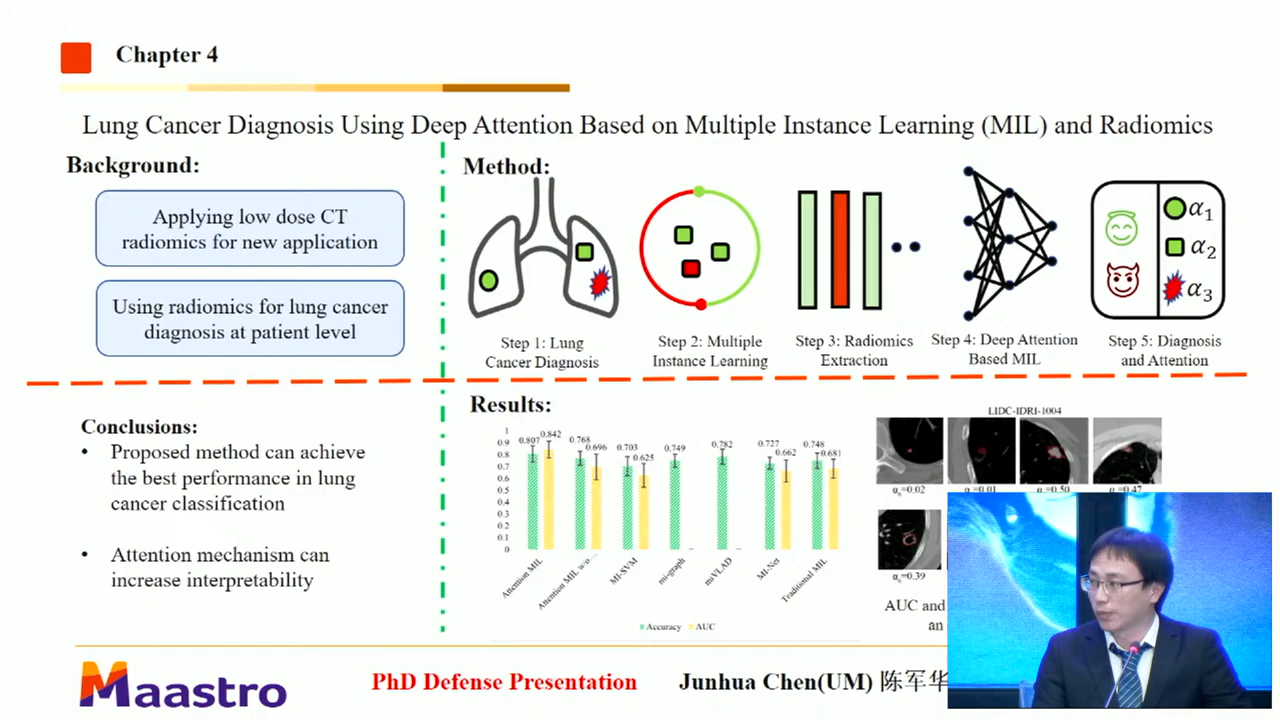 Chapter 4
Lung Cancer Diagnosis Using Deep Attention Based on Multiple Instance Learning (MIL) and Radiomics
Background:
Applying low dose CT
radiomics for new application
Using radiomics for lung cancer
diagnosis at patient level
Method:
α1
α2
α3
Step 1: Lung
Cancer Diagnosis
Step 2: Multiple
Instance Learning
Step 3: Radiomics
Extraction
Step 4: Deep Attention
Based MIL
Step 5: Diagnosis
and Attention
Conclusions:
• Proposed method can achieve
the best performance in lung
cancer classification
• Attention mechanism can
increase interpretability
Results:
1
0.9
0.8
0.7
0.6
0.5
0.4
0.3
0.2
0.1
0
0.807 0.842 0.768 0.696 0.703 0.625 0.749 0.782 0.727 0.662 0.748 0.681
Attention MIL
Attention MIL w/o...
MI-SVM
mi-graph
miVLAD
MI-Net
Traditional MIL
Accuracy AUC
LIDC-IDRI-1004
=0.02
=0.01
=0.50
=0.47
=0.39
AUC and
an
Maastro
PhD Defense Presentation
Junhua Chen(UM) 陈军华